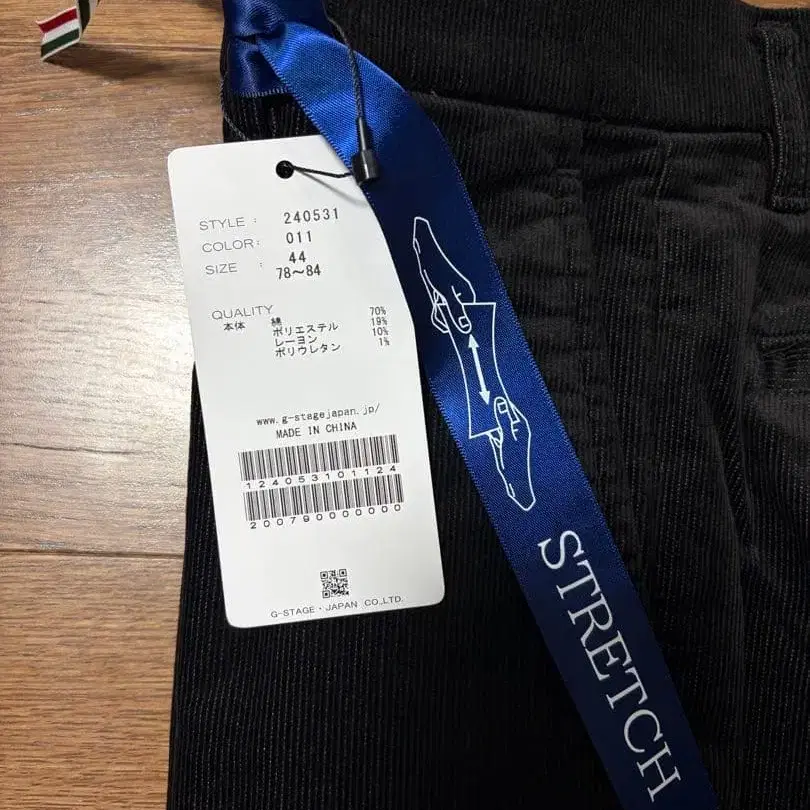 STYLE : 240531
COLOR: 011
SIZE : 44
78～84
QUALITY
本体 綿 70%
ポリエステル 19%
レーヨン 10%
ポリウレタン 1%
www.g-stagejapan.jp/
MADE IN CHINA
124053101124
200790000000
G-STAGE・JAPAN CO.,LTD.
STRETCH